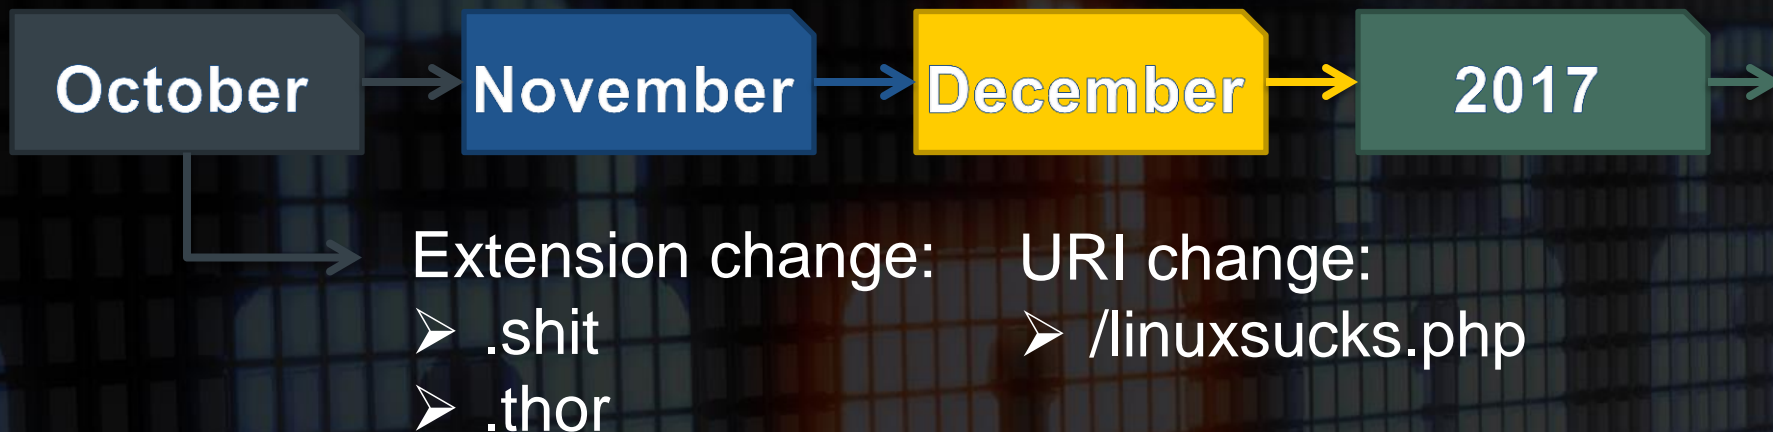 October
November
December
2017
Extension change:
➢ .shit
➢ .thor
URI change:
➢ /linuxsucks.php